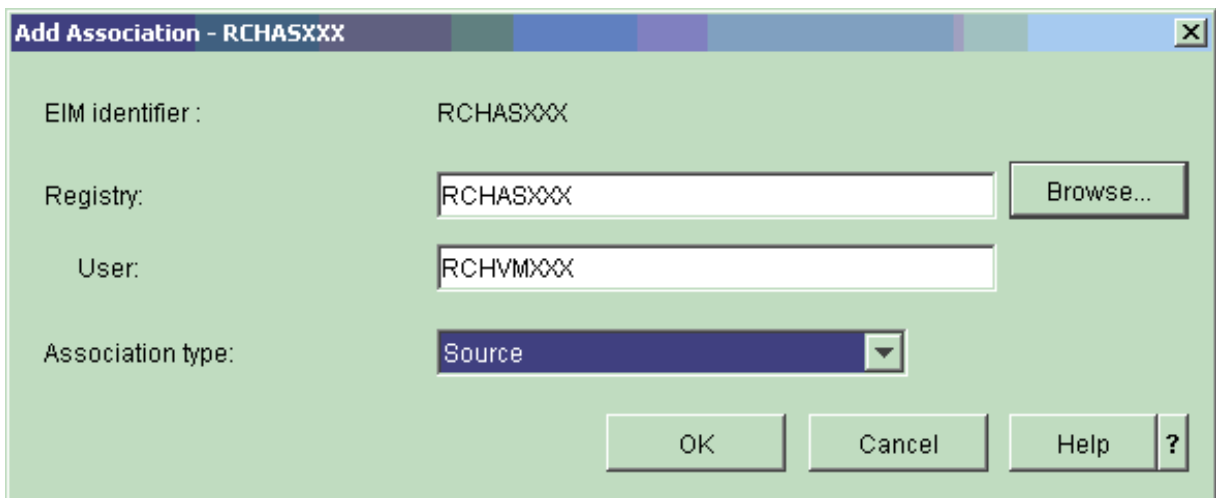 Add Association - RCHASXXX
EIM identifier : RCHASXXX
Registry: RCHASXXX Browse...
User: RCHVMXXX
Association type: Source
OK Cancel Help ?